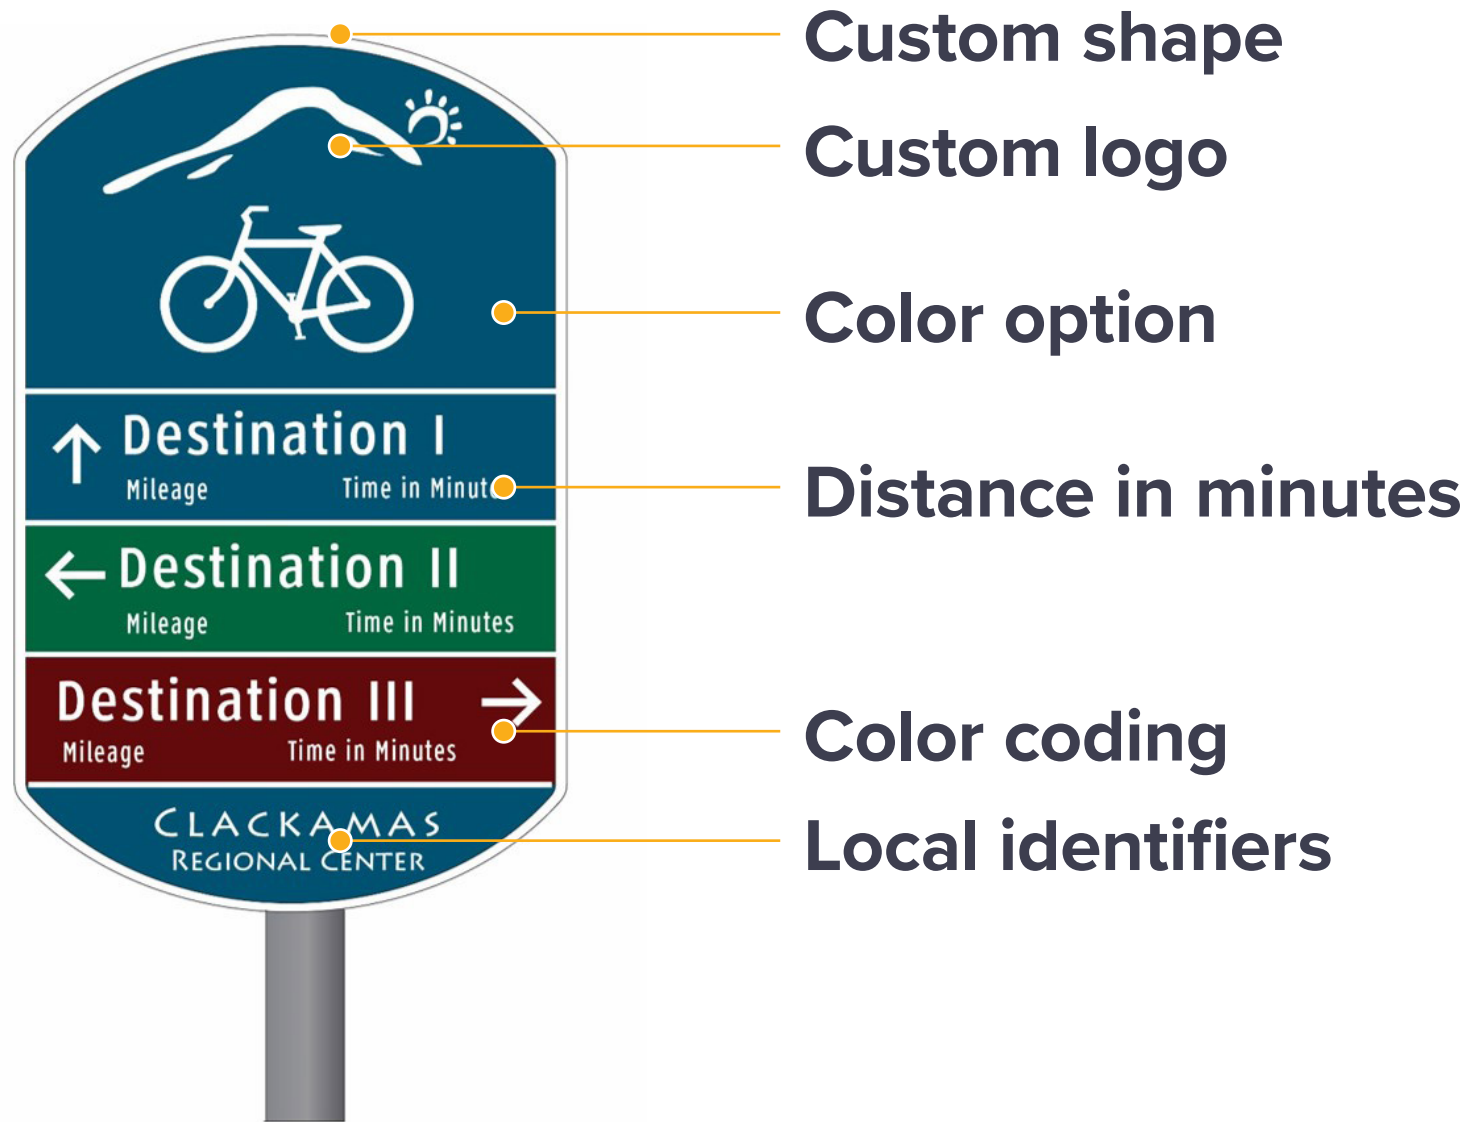 Custom shape
Custom logo
Color option
Destination I
Mileage Time in Minutes
Distance in minutes
Destination II
Mileage Time in Minutes
Destination III
Mileage Time in Minutes
Color coding
CLACKAMAS
REGIONAL CENTER
Local identifiers